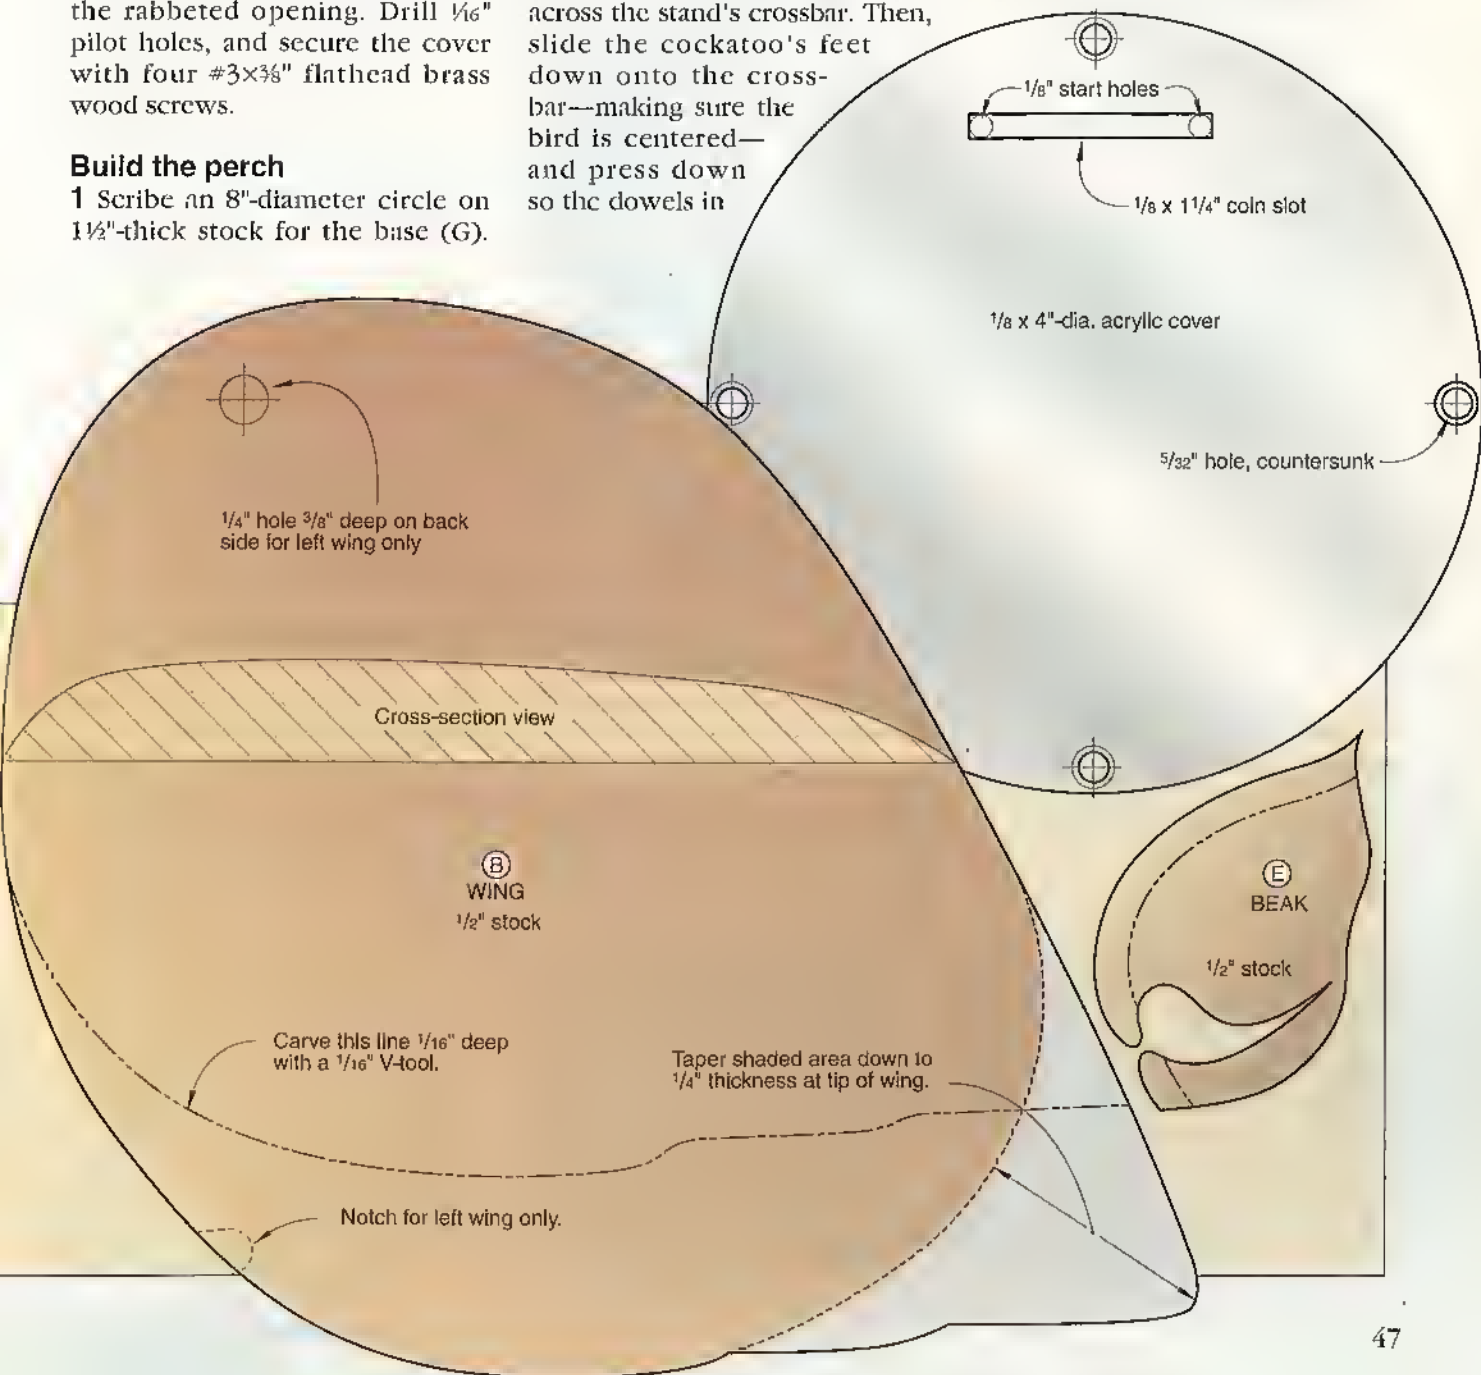 the rabbeted opening. Drill 1/16"
pilot holes, and secure the cover
with four #3×3/8" flathead brass
wood screws.
Build the perch
1 Scribe an 8"-diameter circle on
1½"-thick stock for the base (G).
across the stand's crossbar. Then,
slide the cockatoo's feet
down onto the cross-
bar—making sure the
bird is centered—
and press down
so the dowels in
1/8" start holes
1/8 x 1 1/4" coin slot
1/8 x 4"-dia. acrylic cover
5/32" hole, countersunk
1/4" hole 3/8" deep on back
side for left wing only
Cross-section view
B
WING
1/2" stock
E
BEAK
1/2" stock
Carve this line 1/16" deep
with a 1/16" V-tool.
Taper shaded area down to
1/4" thickness at tip of wing.
Notch for left wing only.
47